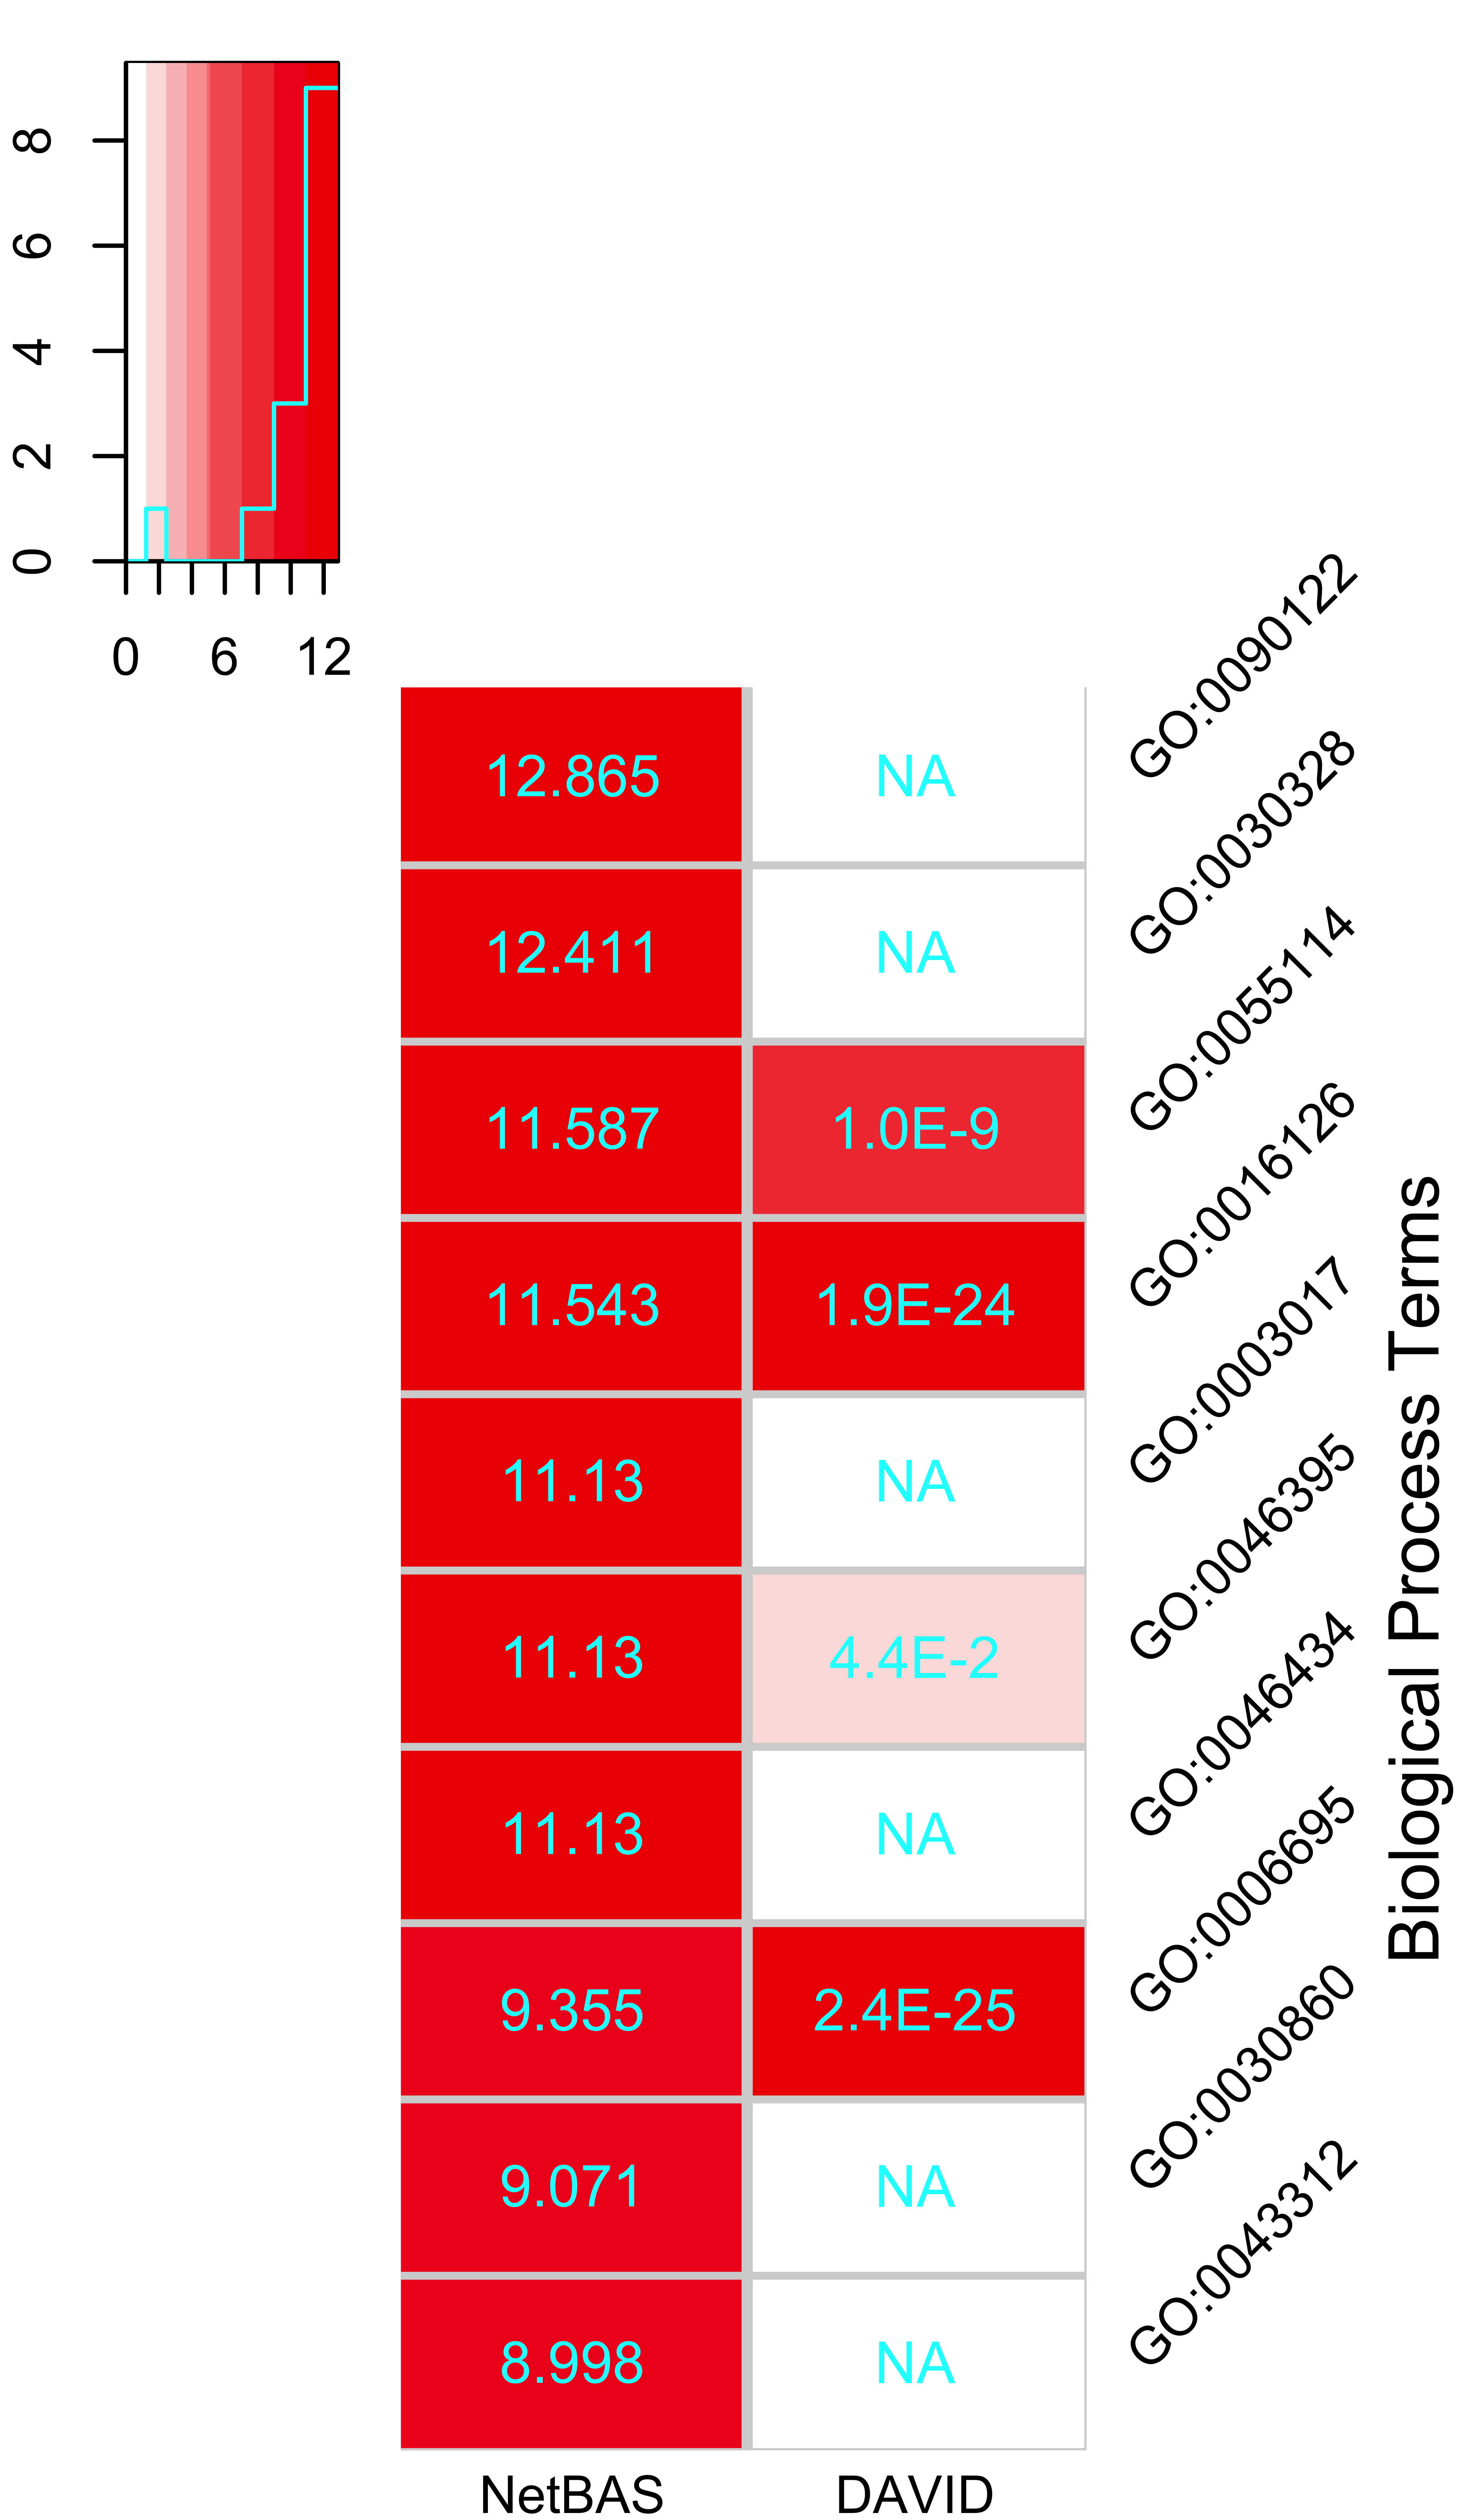 8
6
4
2
0
0 6 12
12.865 NA GO:0090122
12.411 NA GO:0030328
11.587 1.0E-9 GO:0055114
11.543 1.9E-24 GO:0016126
11.13 NA GO:0003017
11.13 4.4E-2 GO:0046395
11.13 NA GO:0046434
9.355 2.4E-25 GO:0006695
9.071 NA GO:0030860
8.998 NA GO:0043312
Biological Process Terms
NetBAS DAVID